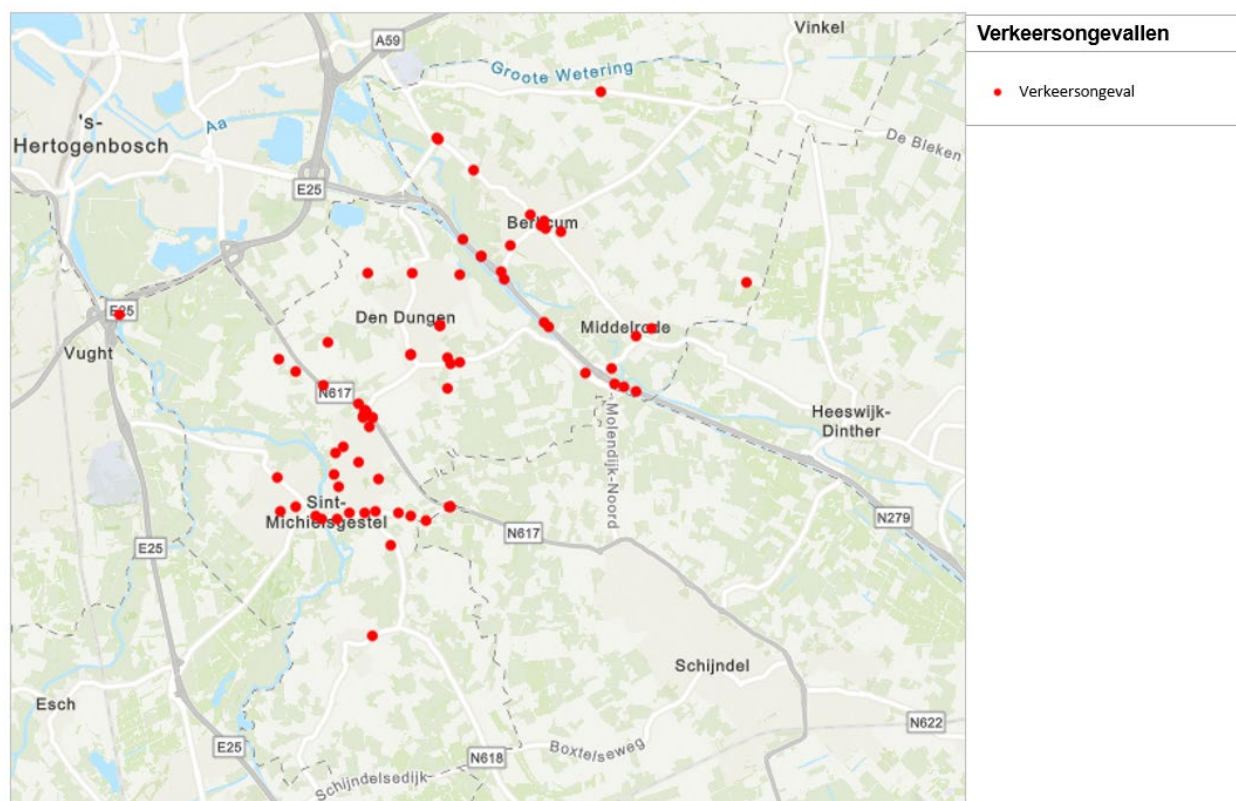 Verkeersongevallen
Verkeersongeval
Vinkel
A59
Groote Wetering
's-
Hertogenbosch
Aa
De Bleken
E25
Berlicum
E25
Den Dungen
Middelrode
Vught
N617
Heeswijk-
Dinther
Molendijk-Noord
Sint-
Michielsgestel
N279
N617
E25
Schijndel
Esch
N622
E25
Boxtelseweg
N618
Schijndelsedijk